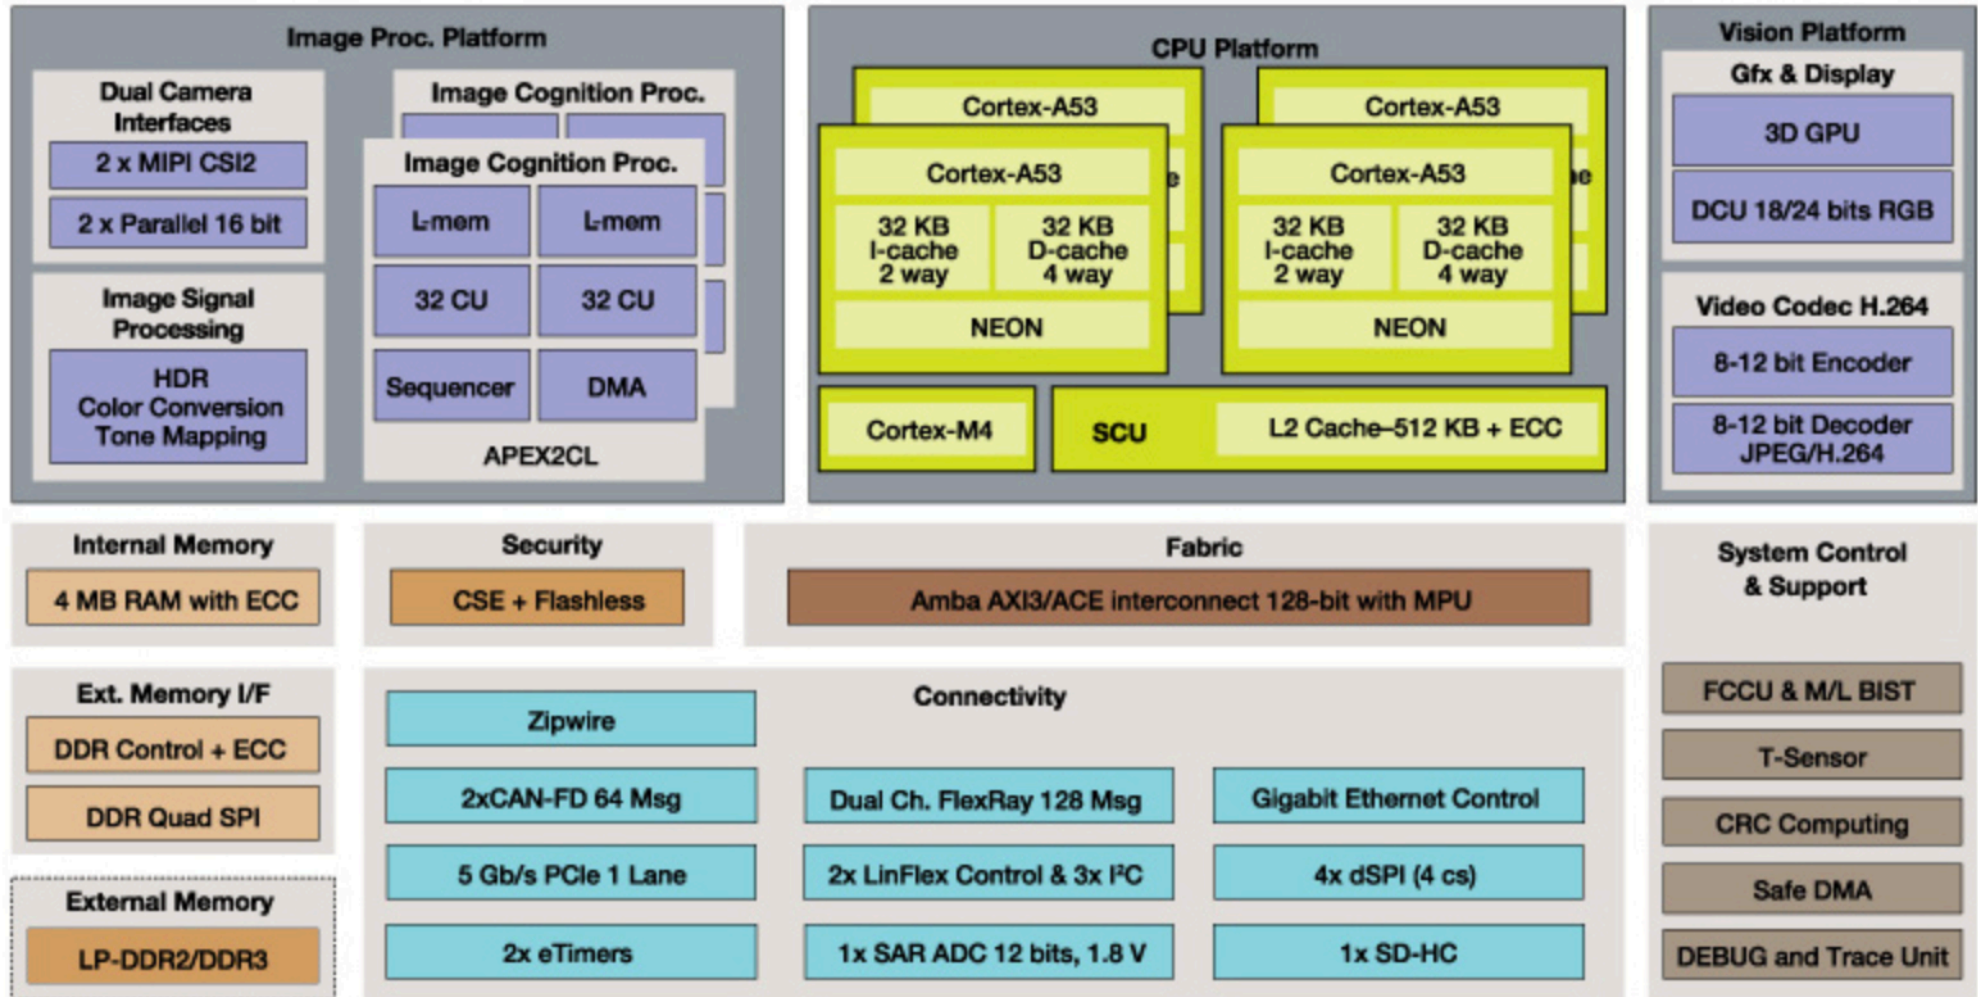 Image Proc. Platform
Dual Camera
Interfaces
2 x MIPI CSI2
2 x Parallel 16 bit
Image Signal
Processing
HDR
Color Conversion
Tone Mapping
Image Cognition Proc.
Image Cognition Proc.
L-mem
L-mem
32 CU
32 CU
Sequencer
DMA
APEX2CL
CPU Platform
Cortex-A53
Cortex-A53
e
32 KB
I-cache
2 way
32 KB
D-cache
4 way
NEON
Cortex-A53
Cortex-A53
he
32 KB
I-cache
2 way
32 KB
D-cache
4 way
NEON
Cortex-M4
SCU
L2 Cache–512 KB + ECC
Vision Platform
Gfx & Display
3D GPU
DCU 18/24 bits RGB
Video Codec H.264
8-12 bit Encoder
8-12 bit Decoder
JPEG/H.264
Internal Memory
4 MB RAM with ECC
Security
CSE + Flashless
Fabric
Amba AXI3/ACE interconnect 128-bit with MPU
Ext. Memory I/F
DDR Control + ECC
DDR Quad SPI
External Memory
LP-DDR2/DDR3
Connectivity
Zipwire
2xCAN-FD 64 Msg
Dual Ch. FlexRay 128 Msg
Gigabit Ethernet Control
5 Gb/s PCIe 1 Lane
2x LinFlex Control & 3x I²C
4x dSPI (4 cs)
2x eTimers
1x SAR ADC 12 bits, 1.8 V
1x SD-HC
System Control
& Support
FCCU & M/L BIST
T-Sensor
CRC Computing
Safe DMA
DEBUG and Trace Unit